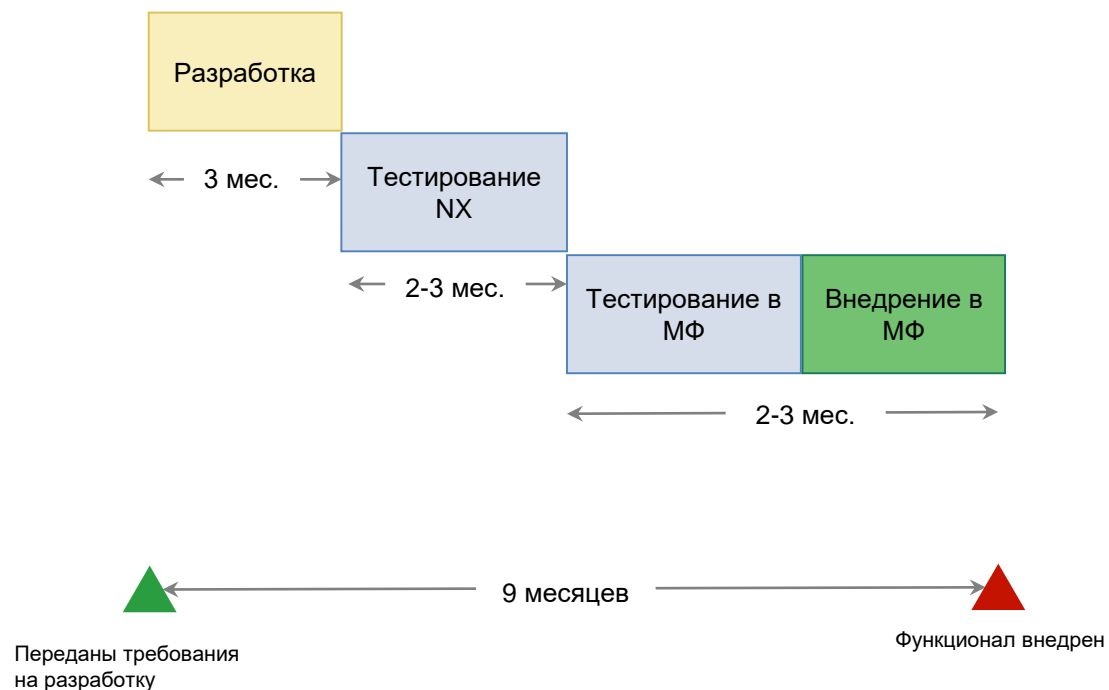 Разработка
3 мес.
Тестирование
NX
2-3 мес.
Тестирование в
МФ
Внедрение в
МФ
2-3 мес.
9 месяцев
Переданы требования
на разработку
Функционал внедрен